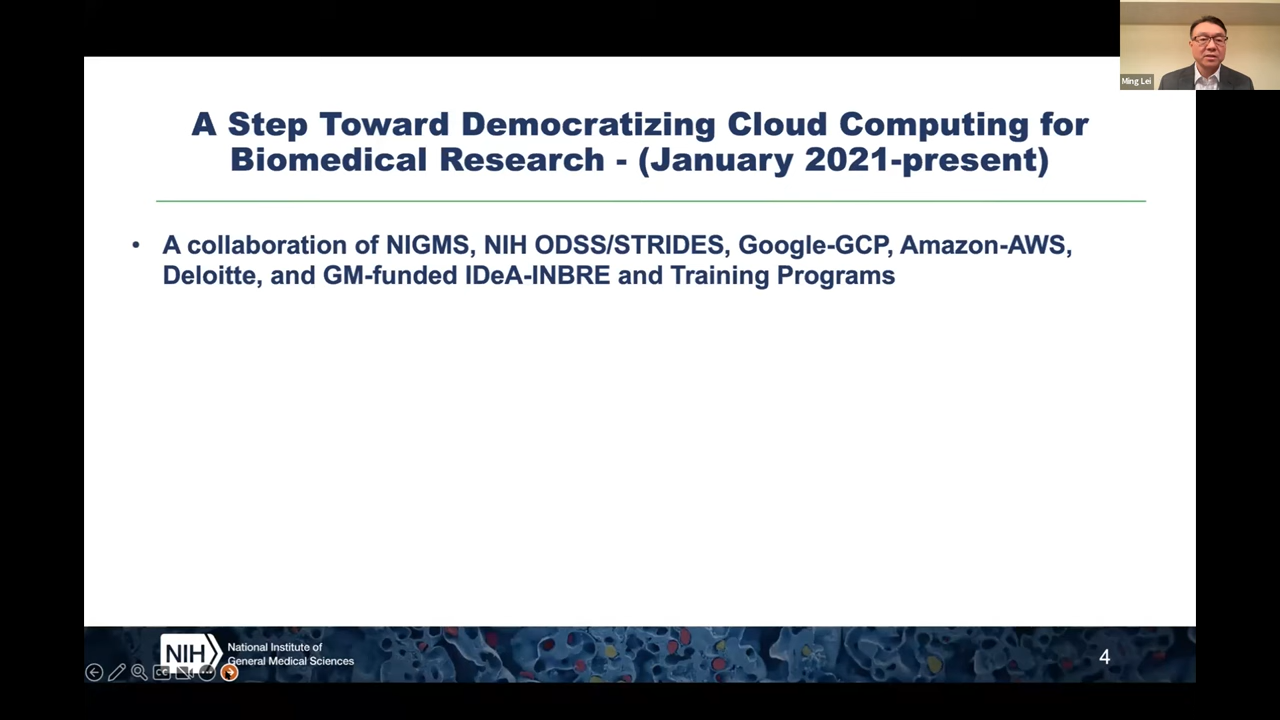 Ming Lei
A Step Toward Democratizing Cloud Computing for
Biomedical Research - (January 2021-present)
• A collaboration of NIGMS, NIH ODSS/STRIDES, Google-GCP, Amazon-AWS,
Deloitte, and GM-funded IDeA-INBRE and Training Programs
NIH
National Institute of
General Medical Sciences
CC
4